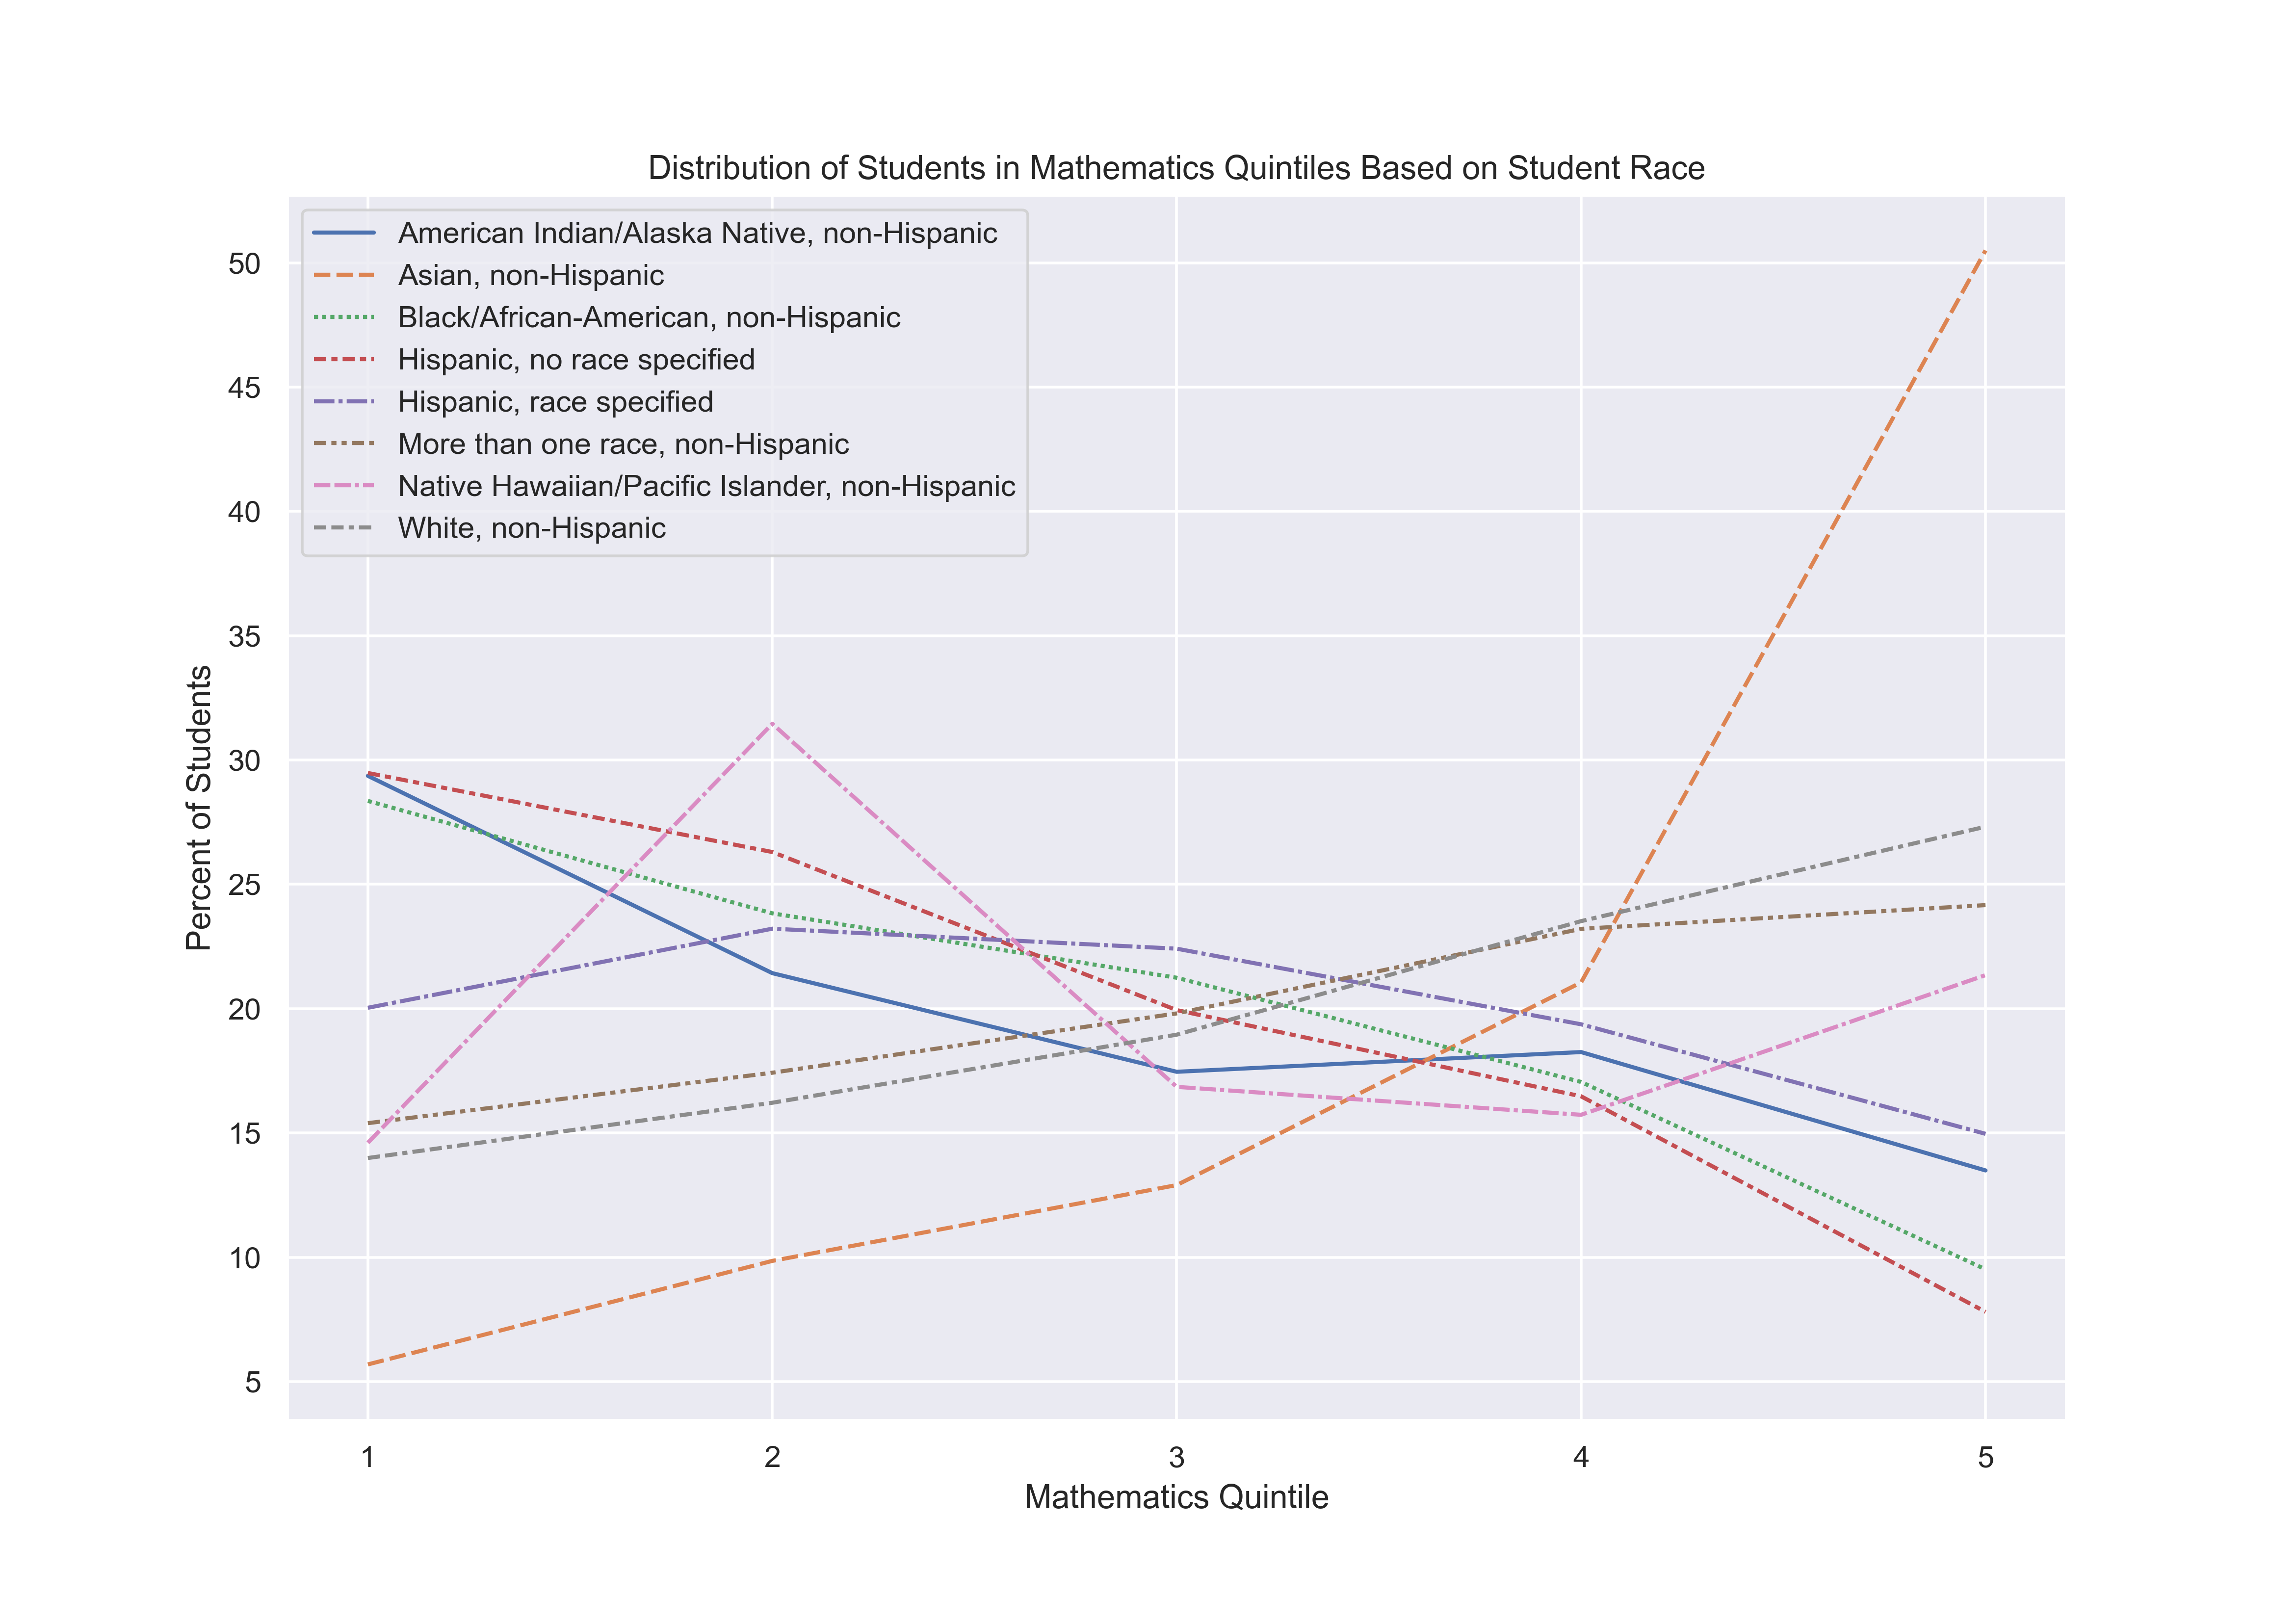 Distribution of Students in Mathematics Quintiles Based on Student Race
American Indian/Alaska Native, non-Hispanic
Asian, non-Hispanic
Black/African-American, non-Hispanic
Hispanic, no race specified
Hispanic, race specified
More than one race, non-Hispanic
Native Hawaiian/Pacific Islander, non-Hispanic
White, non-Hispanic
Percent of Students
50
45
40
35
30
25
20
15
10
5
1 2 3 4 5
Mathematics Quintile